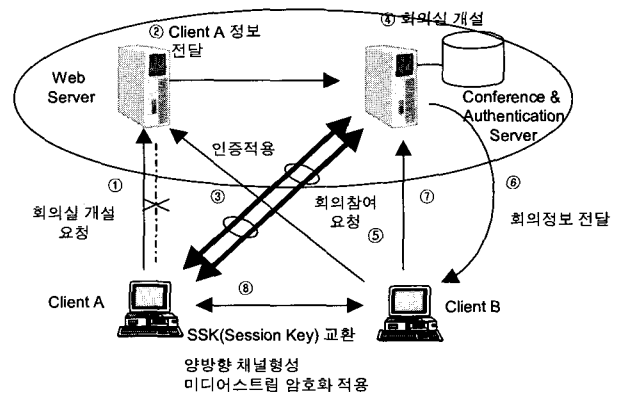 ② Client A 정보
전달
④ 회의실 개설
Web
Server
Conference &
Authentication
Server
인증적용
①
③
회의참여
요청
⑤
⑦
⑥
회의실 개설
요청
회의정보 전달
Client A
⑧
Client B
SSK(Session Key) 교환
양방향 채널형성
미디어스트립 암호화 적용